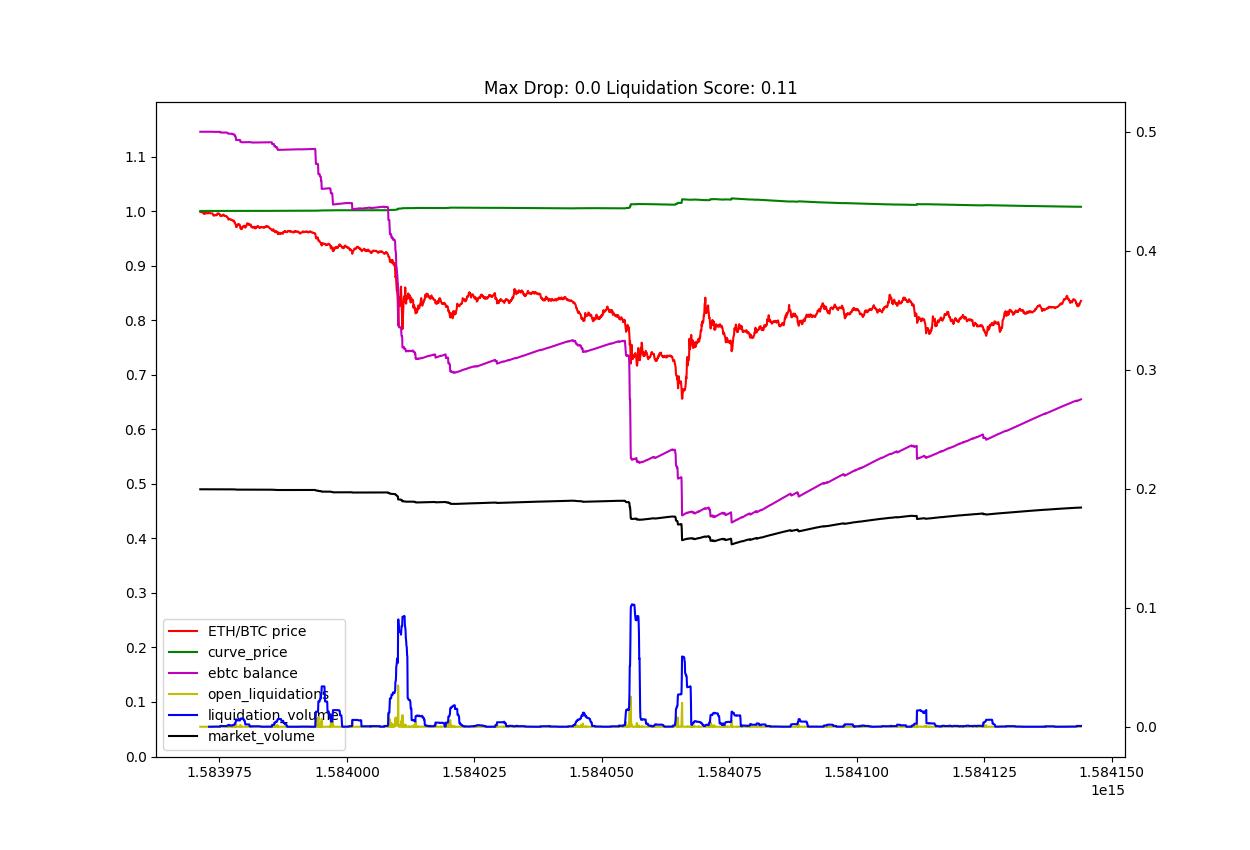 Max Drop: 0.0 Liquidation Score: 0.11
1.1
1.0
0.9
0.8
0.7
0.6
0.5
0.4
0.3
0.2
0.1
0.0
0.5
0.4
0.3
0.2
0.1
0.0
ETH/BTC price
curve_price
ebtc balance
open_liquidations
liquidation_volume
market_volume
1.583975 1.584000 1.584025 1.584050 1.584075 1.584100 1.584125 1.584150
1e15